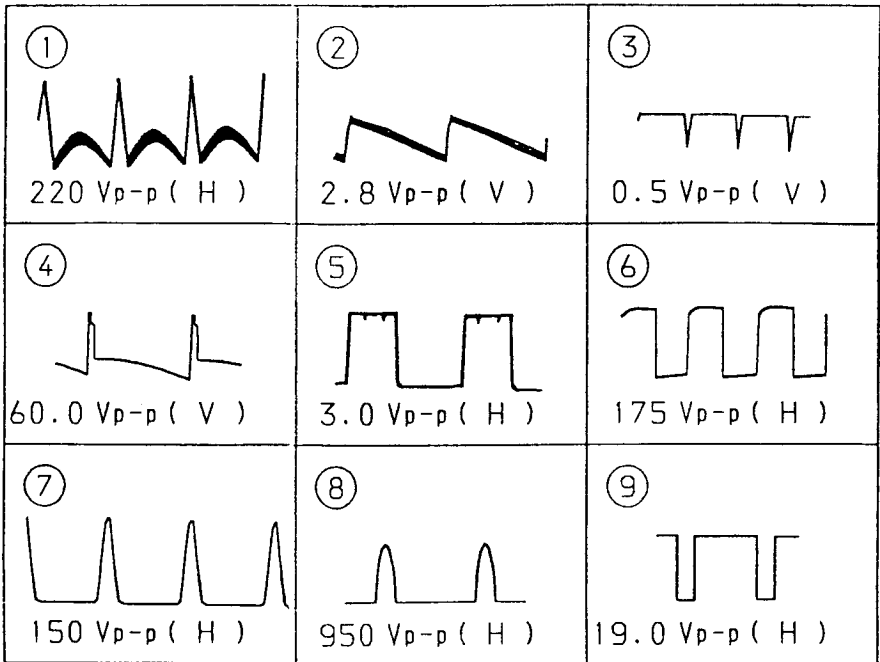 ① ② ③
220 Vp-p ( H ) 2.8 Vp-p ( V ) 0.5 Vp-p ( V )
④ ⑤ ⑥
60.0 Vp-p ( V ) 3.0 Vp-p ( H ) 175 Vp-p ( H )
⑦ ⑧ ⑨
150 Vp-p ( H ) 950 Vp-p ( H ) 19.0 Vp-p ( H )